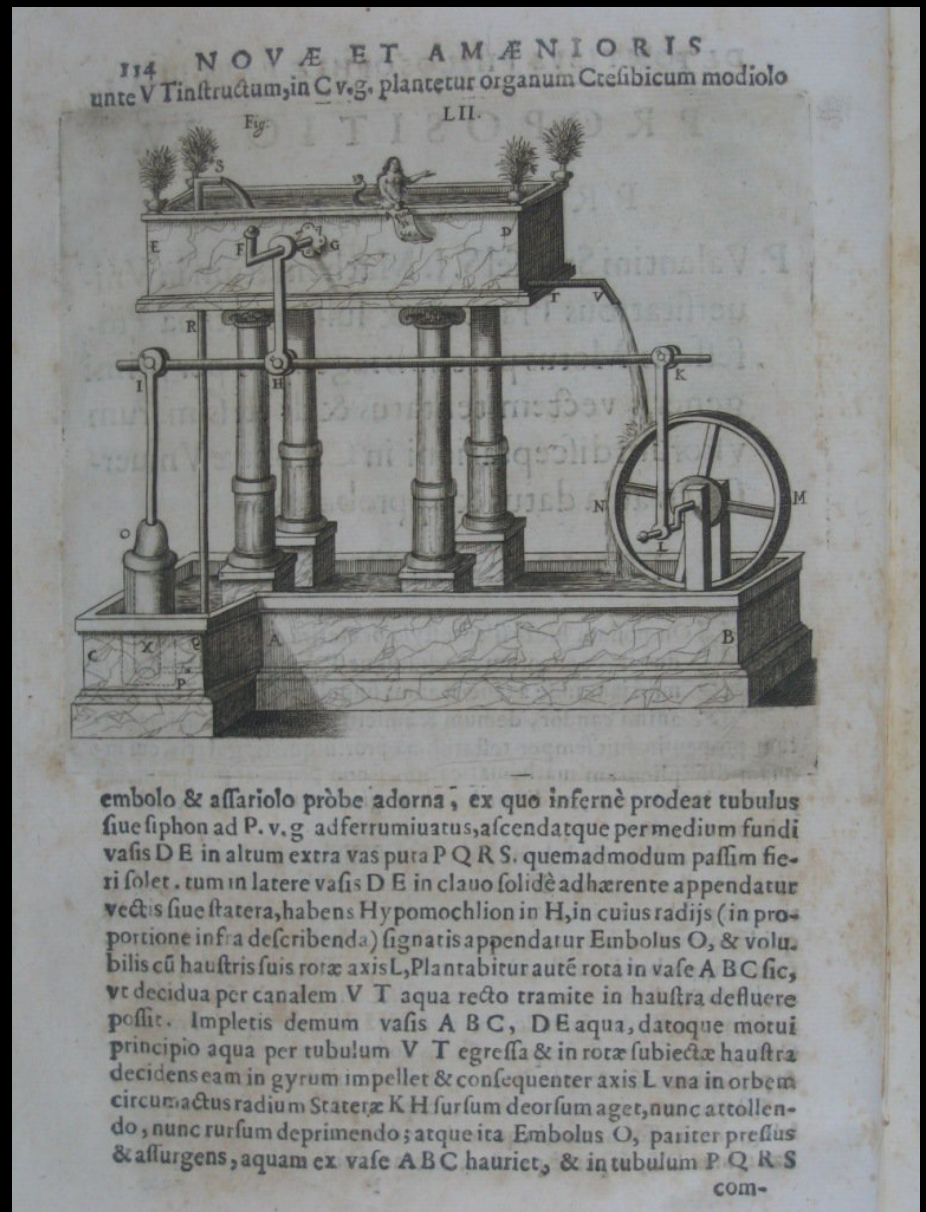 114 NOVÆ ET AMÆNIORIS
unte V T inſtructum, in C v.g. plantetur organum Cteſibicum modiolo
Fig. LII.
S
E F G D
R T V
I H K
N M
O L
C X Q A B
P
embolo & aſſariolo pròbe adorna, ex quo infernè prodeat tubulus
ſiue ſiphon ad P. v. g adferrumiuatus, aſcendatque per medium fundi
vaſis D E in altum extra vas puta P Q R S. quemadmodum paſſim fie-
ri ſolet. tum in latere vaſis D E in clauo ſolidè adhærente appendatur
vectis ſiue ſtatera, habens Hypomochlion in H, in cuius radijs (in pro-
portione infra deſcribenda) ſignatis appendatur Embolus O, & volu-
bilis cū hauſtris ſuis rotæ axis L, Plantabitur autē rota in vaſe A B C ſic,
vt decidua per canalem V T aqua recto tramite in hauſtra defluere
poſſit. Impletis demum vaſis A B C, D E aqua, datoque motui
principio aqua per tubulum V T egreſſa & in rotæ ſubiectæ hauſtra
decidens eam in gyrum impellet & conſequenter axis L vna in orbem
circumactus radium Stateræ K H ſurſum deorſum aget, nunc attollen-
do, nunc rurſum deprimendo; atque ita Embolus O, pariter preſſus
& aſſurgens, aquam ex vaſe ABC hauriet, & in tubulum P Q R S
com-